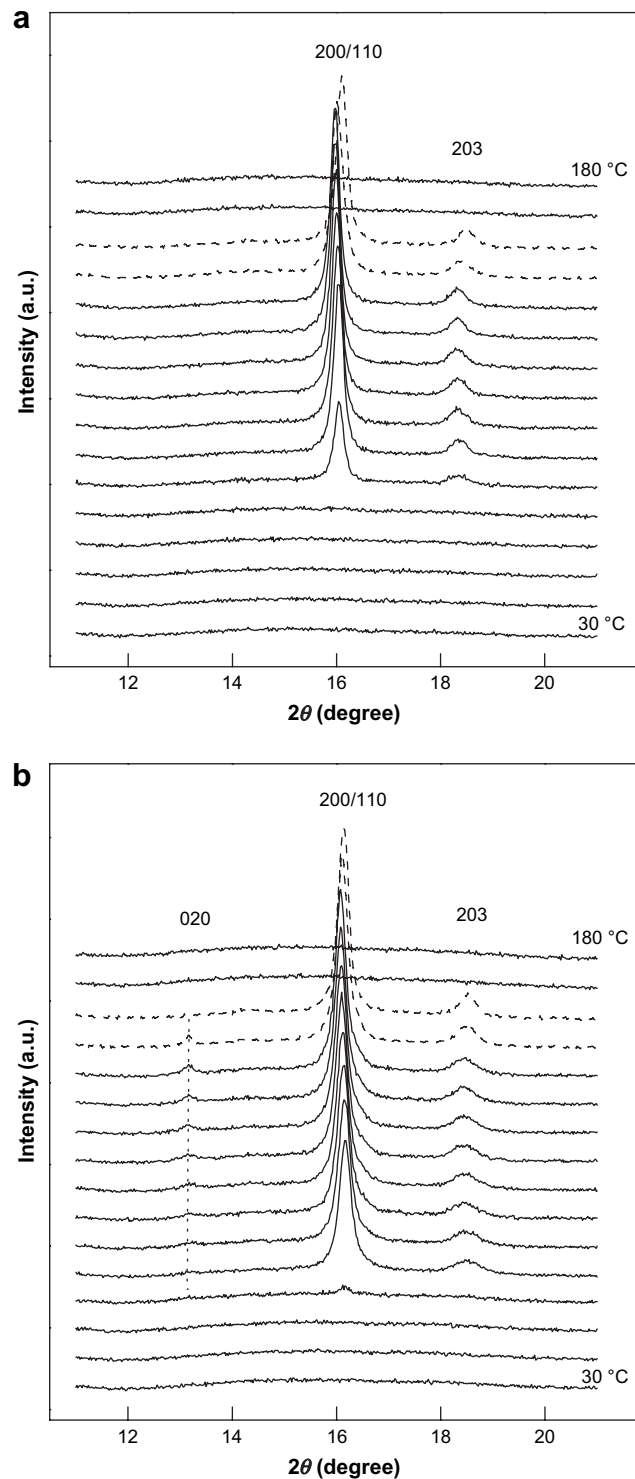 a
200/110
203
180 °C
30 °C
Intensity (a.u.)
12 14 16 18 20
2θ (degree)
b
200/110
020
203
180 °C
30 °C
Intensity (a.u.)
12 14 16 18 20
2θ (degree)